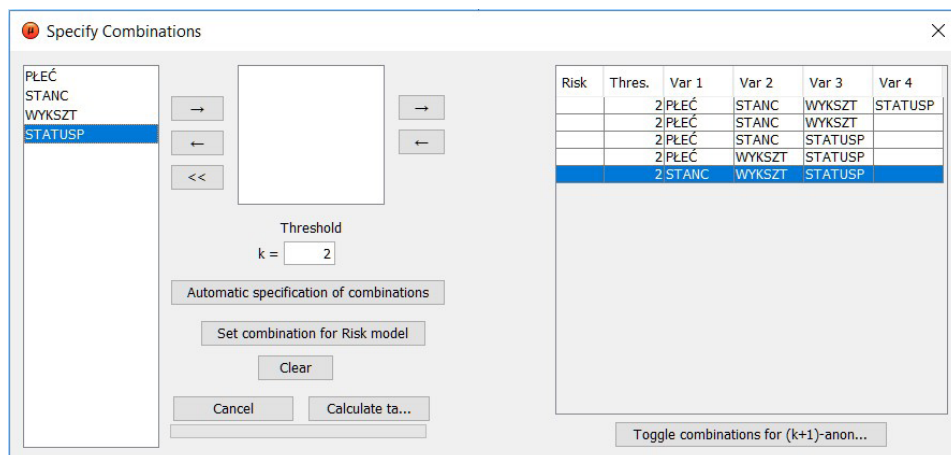 Specify Combinations
PŁEĆ
STANC
WYKSZT
STATUSP
→
←
<<
→
←
Threshold
k = 2
Automatic specification of combinations
Set combination for Risk model
Clear
Cancel Calculate ta...
Risk Thres. Var 1 Var 2 Var 3 Var 4
2 PŁEĆ STANC WYKSZT STATUSP
2 PŁEĆ STANC WYKSZT
2 PŁEĆ STANC STATUSP
2 PŁEĆ WYKSZT STATUSP
2 STANC WYKSZT STATUSP
Toggle combinations for (k+1)-anon...